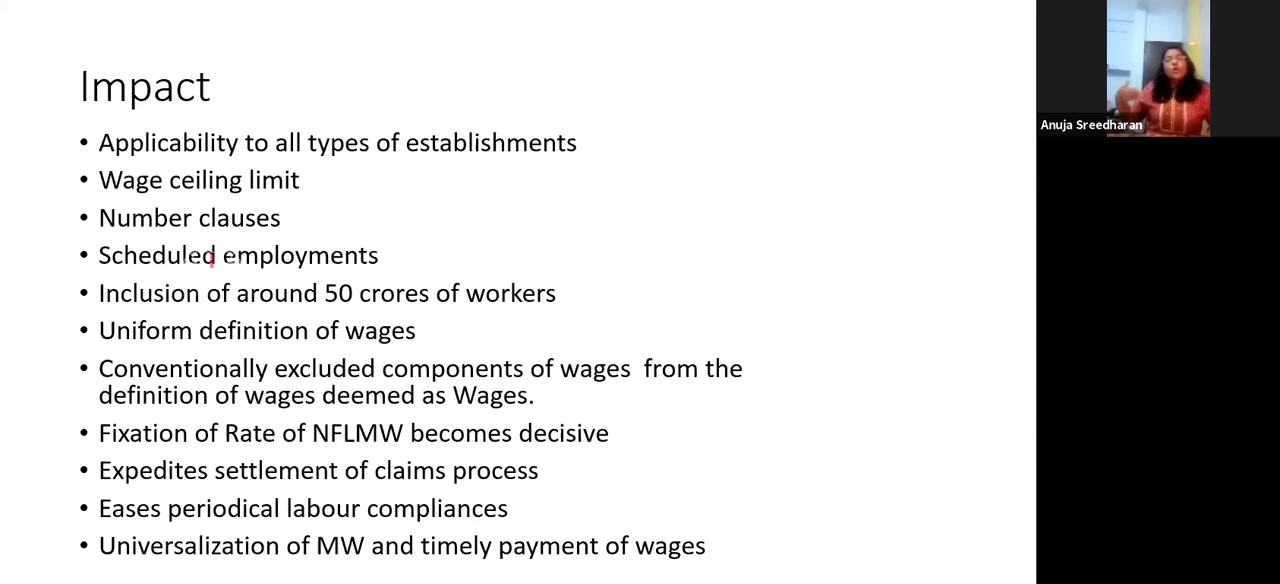 Impact
• Applicability to all types of establishments
• Wage ceiling limit
• Number clauses
• Scheduled employments
• Inclusion of around 50 crores of workers
• Uniform definition of wages
• Conventionally excluded components of wages  from the
definition of wages deemed as Wages.
• Fixation of Rate of NFLMW becomes decisive
• Expedites settlement of claims process
• Eases periodical labour compliances
• Universalization of MW and timely payment of wages
Anuja Sreedharan